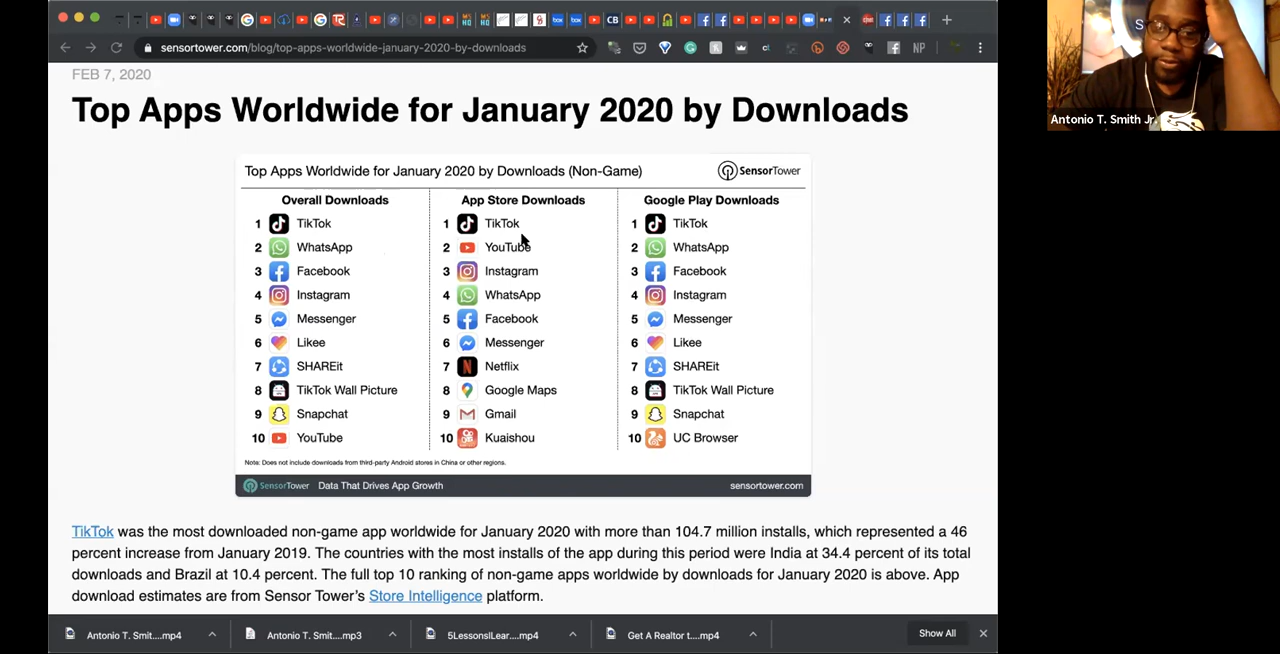 sensortower.com/blog/top-apps-worldwide-january-2020-by-downloads
NP
S
Antonio T. Smith Jr.
FEB 7, 2020
Top Apps Worldwide for January 2020 by Downloads
Top Apps Worldwide for January 2020 by Downloads (Non-Game)
SensorTower
Overall Downloads
1 TikTok
2 WhatsApp
3 Facebook
4 Instagram
5 Messenger
6 Likee
7 SHAREit
8 TikTok Wall Picture
9 Snapchat
10 YouTube
App Store Downloads
1 TikTok
2 YouTube
3 Instagram
4 WhatsApp
5 Facebook
6 Messenger
7 Netflix
8 Google Maps
9 Gmail
10 Kuaishou
Google Play Downloads
1 TikTok
2 WhatsApp
3 Facebook
4 Instagram
5 Messenger
6 Likee
7 SHAREit
8 TikTok Wall Picture
9 Snapchat
10 UC Browser
Note: Does not include downloads from third-party Android stores in China or other regions.
SensorTower Data That Drives App Growth sensortower.com
TikTok was the most downloaded non-game app worldwide for January 2020 with more than 104.7 million installs, which represented a 46
percent increase from January 2019. The countries with the most installs of the app during this period were India at 34.4 percent of its total
downloads and Brazil at 10.4 percent. The full top 10 ranking of non-game apps worldwide by downloads for January 2020 is above. App
download estimates are from Sensor Tower's Store Intelligence platform.
Antonio T. Smit....mp4 Antonio T. Smit....mp3 5LessonsILear....mp4 Get A Realtor t....mp4 Show All